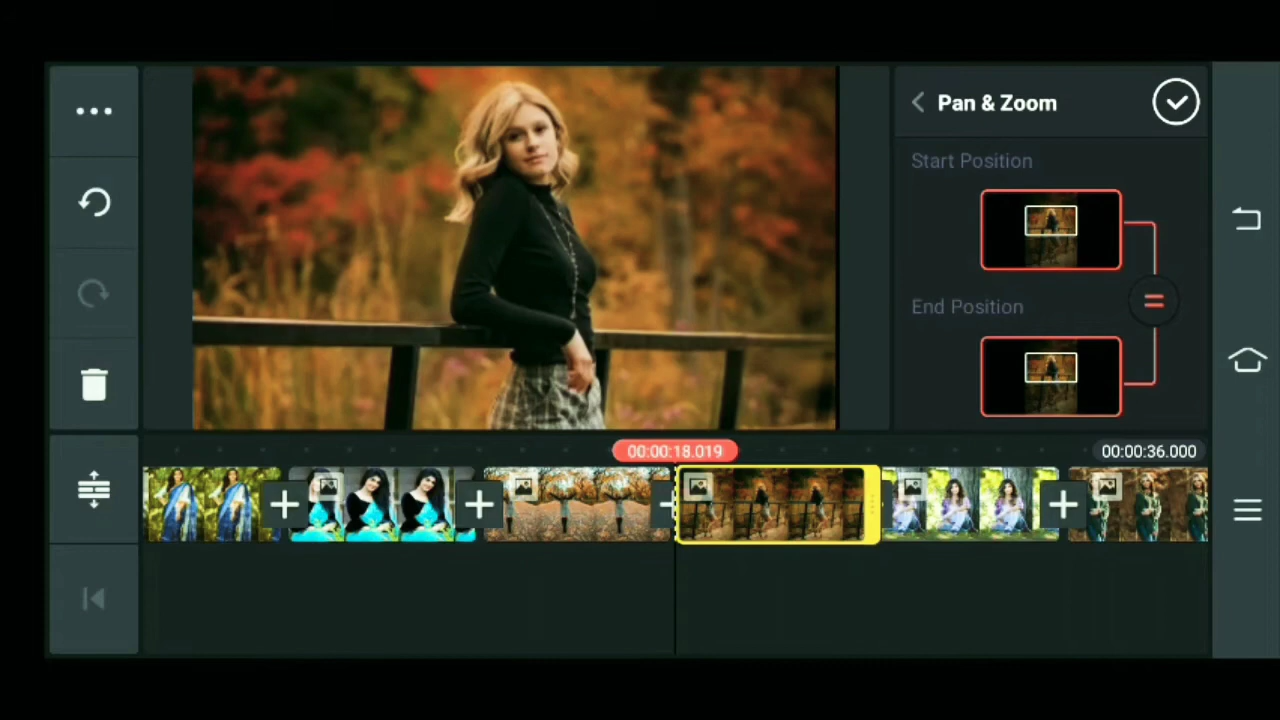 Pan & Zoom
Start Position
End Position
00:00:18.019
00:00:36.000